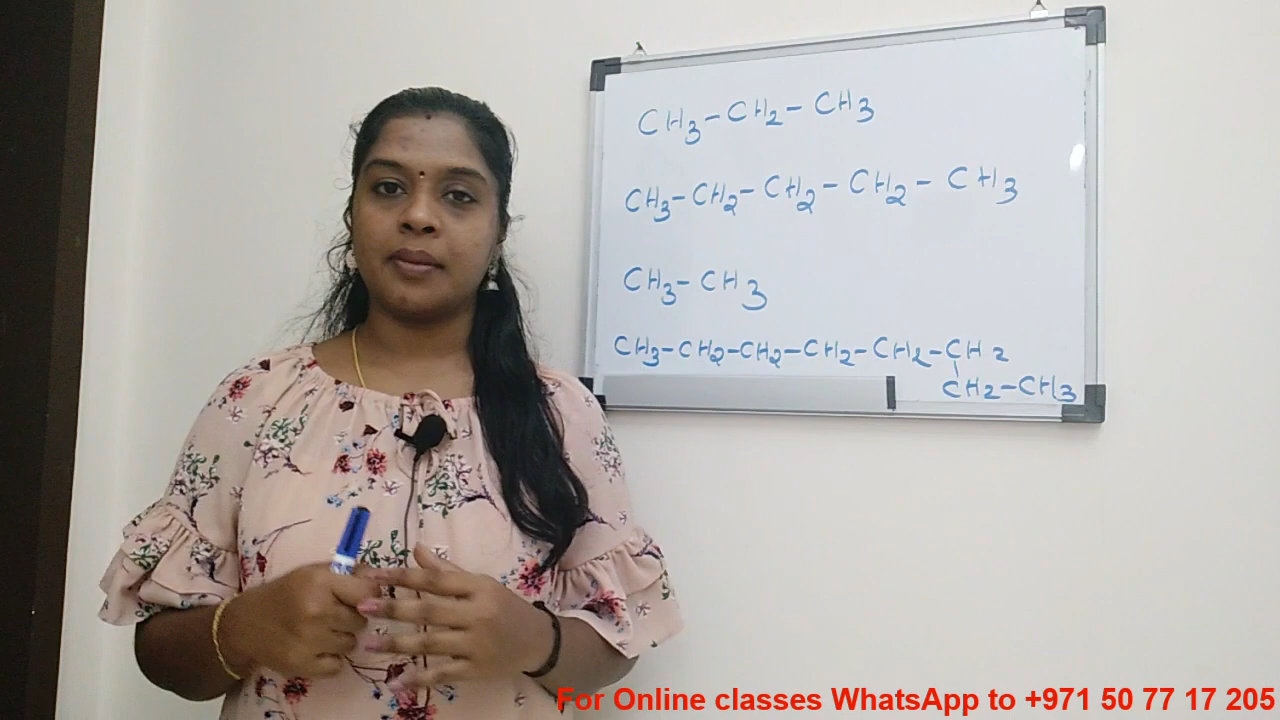 CH3-CH2-CH3
CH3-CH2-CH2-CH2-CH3
CH3-CH3
CH3-CH2-CH2-CH2-CH2-CH2
CH2-CH3
For Online classes WhatsApp to +971 50 77 17 205